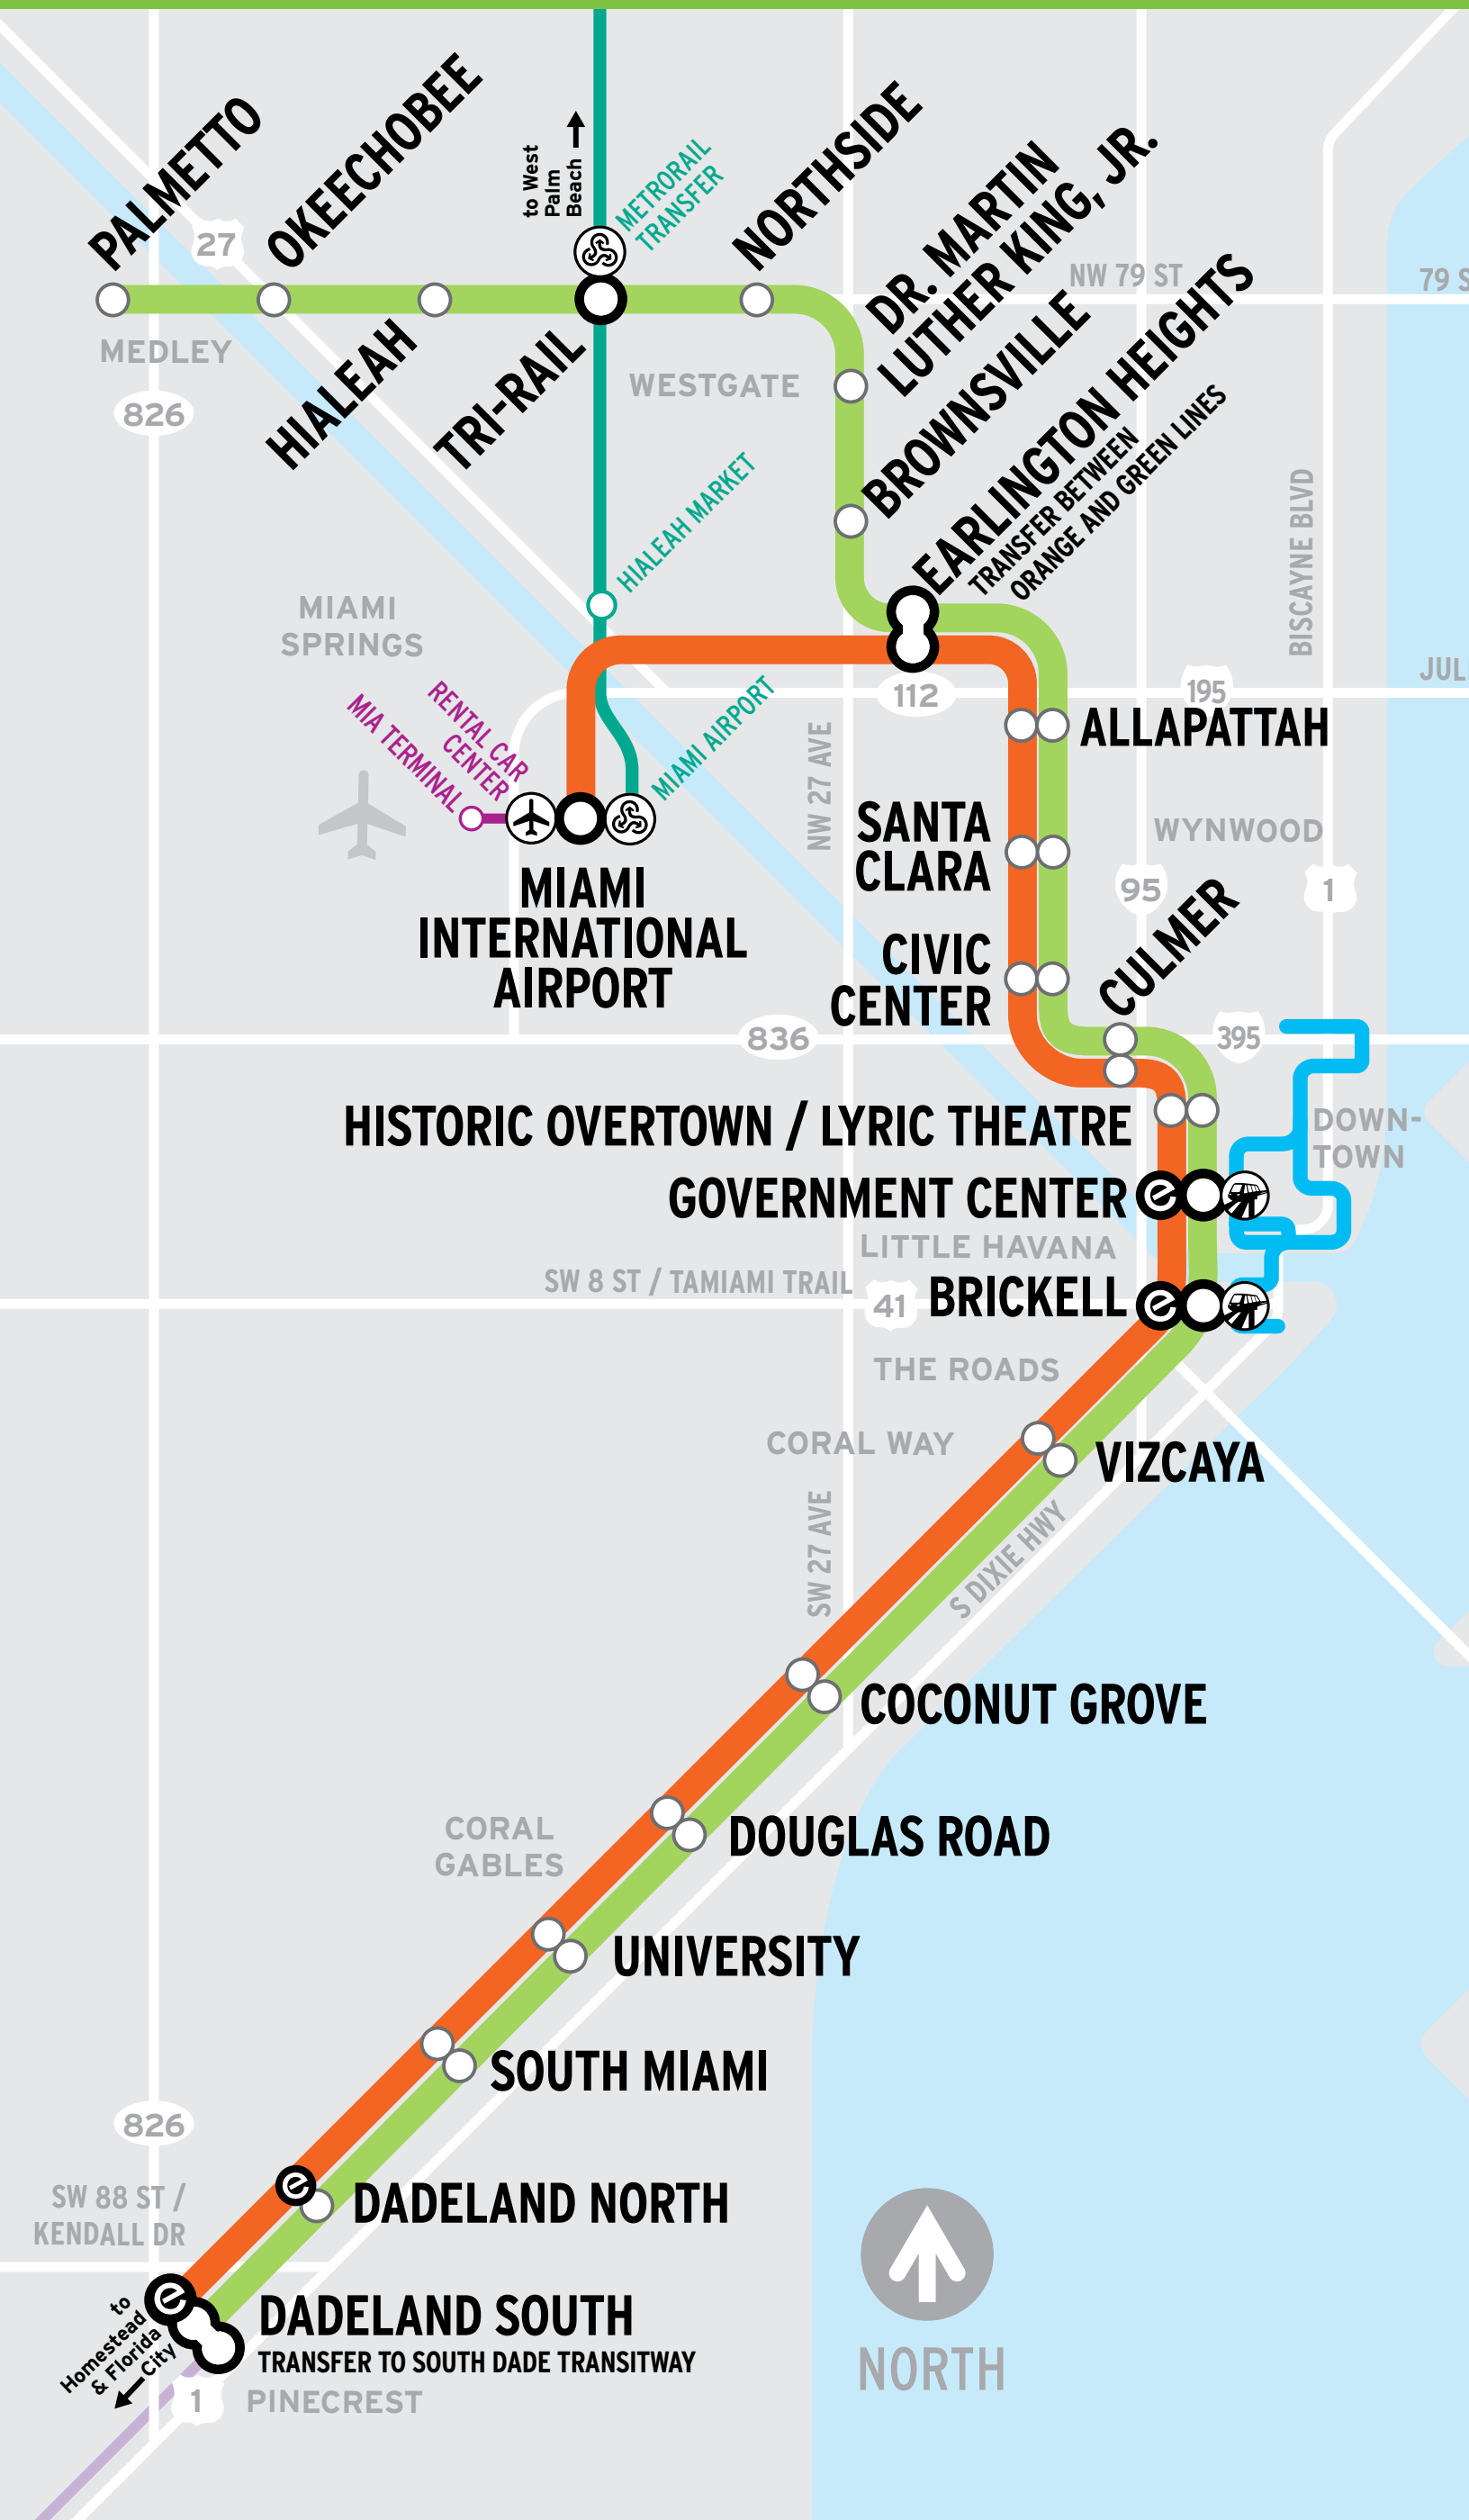 PALMETTO
OKEECHOBEE
27
to West
Palm
Beach
METRORAIL
TRANSFER
NORTHSIDE
DR. MARTIN
LUTHER KING, JR.
NW 79 ST
79 S
MEDLEY
826
HIALEAH
TRI-RAIL
WESTGATE
BROWNSVILLE
EARLINGTON HEIGHTS
TRANSFER BETWEEN
ORANGE AND GREEN LINES
HIALEAH MARKET
BISCAYNE BLVD
MIAMI
SPRINGS
JUL
112
195
RENTAL CAR
CENTER
MIA TERMINAL
MIAMI AIRPORT
NW 27 AVE
ALLAPATTAH
SANTA
CLARA
WYNWOOD
MIAMI
INTERNATIONAL
AIRPORT
95
1
CULMER
CIVIC
CENTER
836
395
HISTORIC OVERTOWN / LYRIC THEATRE
DOWN-
TOWN
GOVERNMENT CENTER
e
LITTLE HAVANA
SW 8 ST / TAMIAMI TRAIL
41
BRICKELL
e
THE ROADS
CORAL WAY
VIZCAYA
SW 27 AVE
S DIXIE HWY
COCONUT GROVE
CORAL
GABLES
DOUGLAS ROAD
UNIVERSITY
SOUTH MIAMI
826
SW 88 ST /
KENDALL DR
e
DADELAND NORTH
e
DADELAND SOUTH
TRANSFER TO SOUTH DADE TRANSITWAY
to
Homestead
& Florida
City
1
PINECREST
NORTH